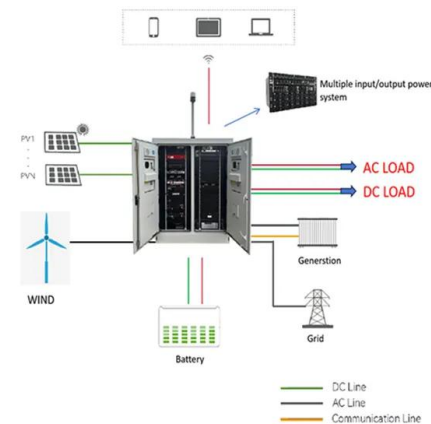 Multiple input/output power
system
PV1
PVN
AC LOAD
DC LOAD
WIND
Generstion
Grid
Battery
DC Line
AC Line
Communication Line